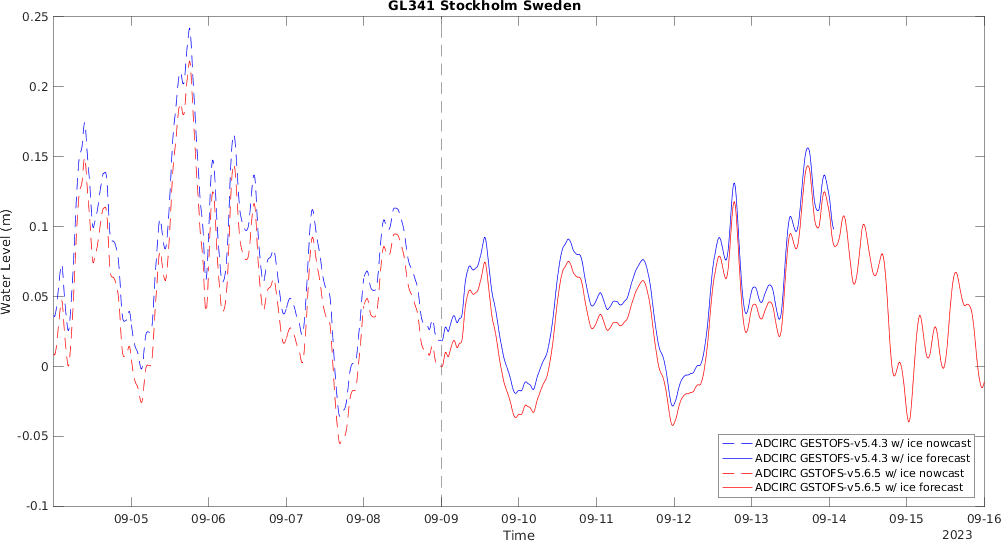 GL341 Stockholm Sweden
0.25
0.2
0.15
0.1
0.05
0
-0.05
-0.1
Water Level (m)
ADCIRC GESTOFS-v5.4.3 w/ ice nowcast
ADCIRC GESTOFS-v5.4.3 w/ ice forecast
ADCIRC GSTOFS-v5.6.5 w/ ice nowcast
ADCIRC GSTOFS-v5.6.5 w/ ice forecast
09-05 09-06 09-07 09-08 09-09 09-10 09-11 09-12 09-13 09-14 09-15 09-16
Time
2023